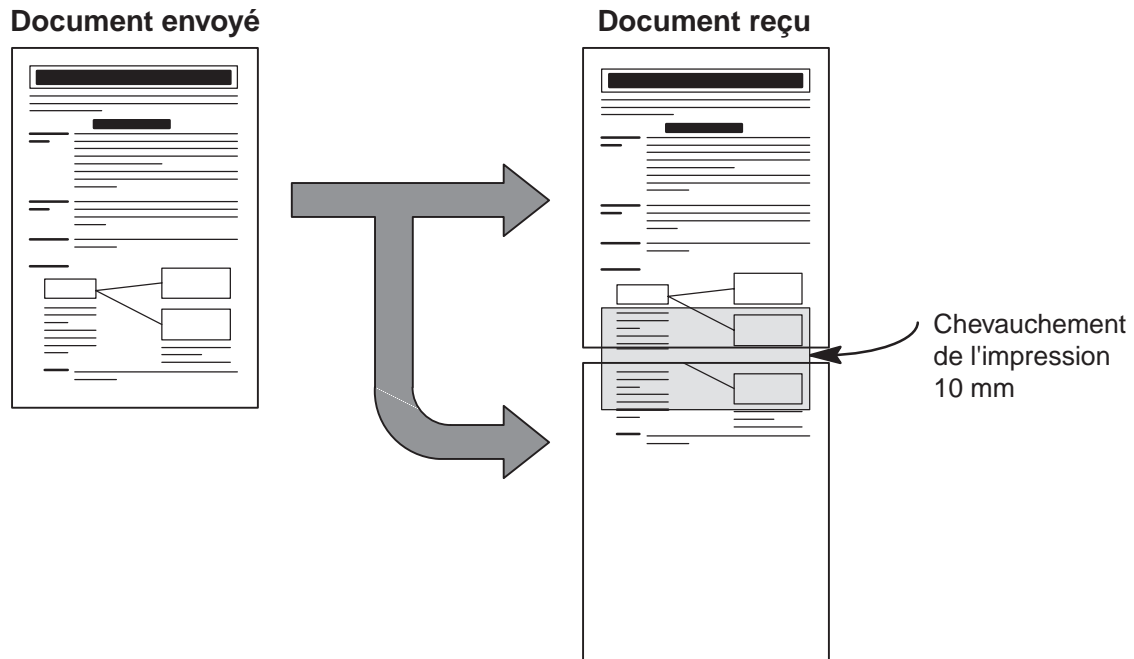 Document envoyé
Document reçu
Chevauchement
de l'impression
10 mm